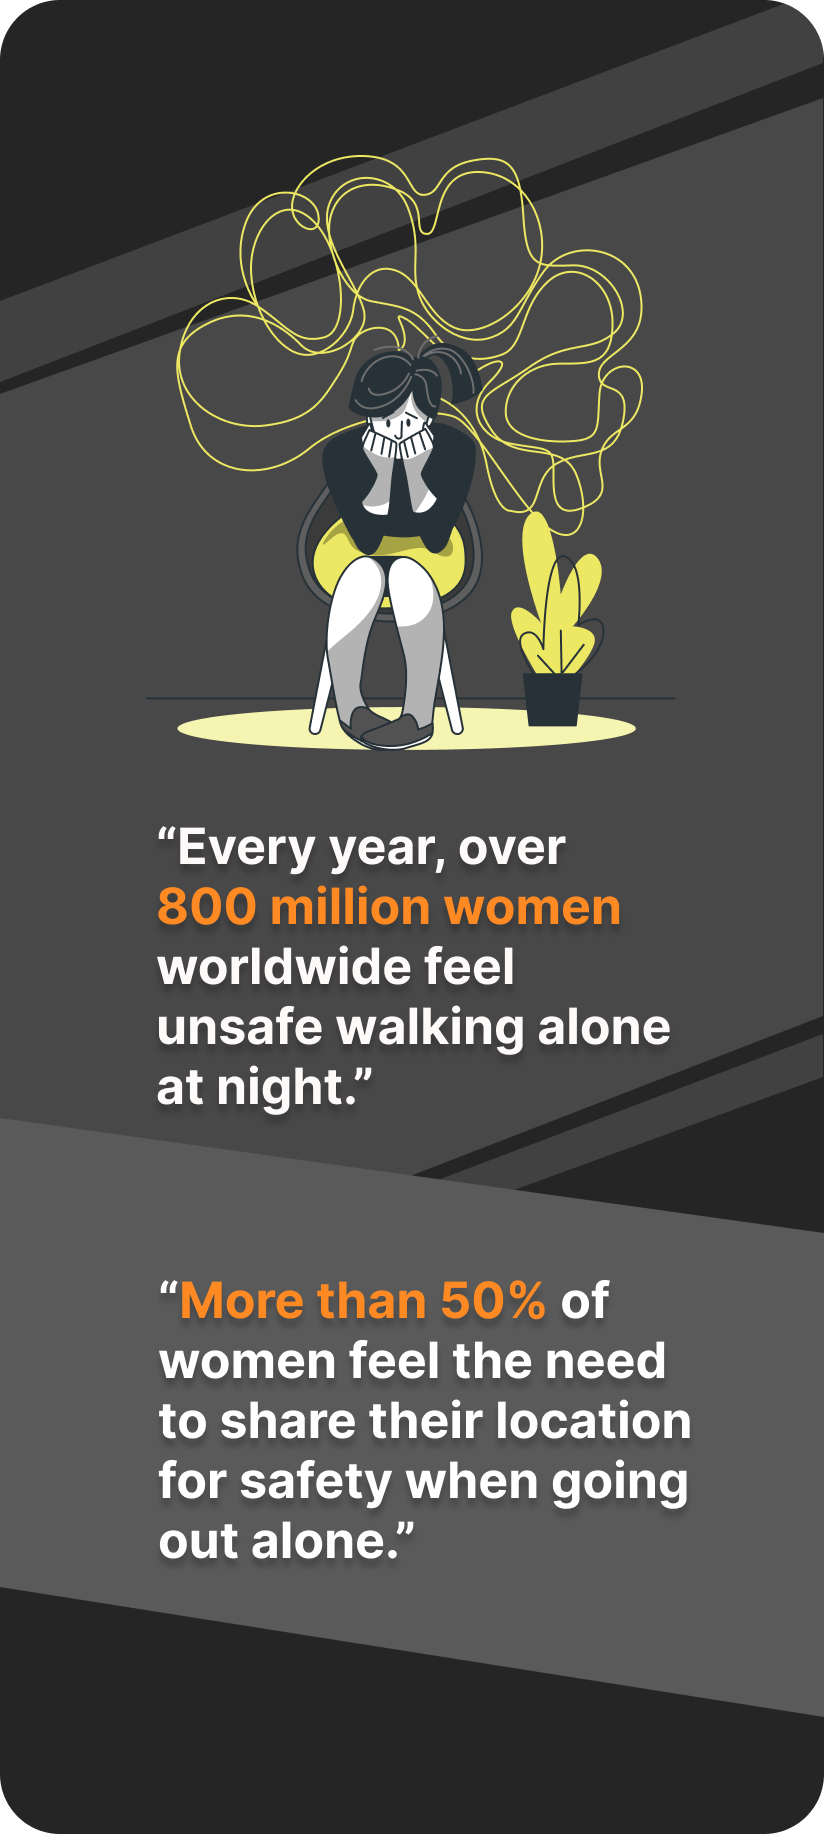 “Every year, over
800 million women
worldwide feel
unsafe walking alone
at night.”
“More than 50% of
women feel the need
to share their location
for safety when going
out alone.”